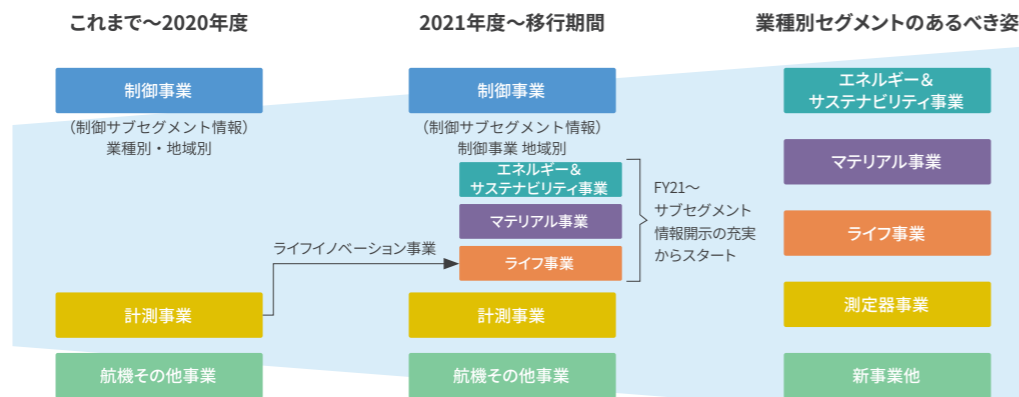 これまで～2020年度
制御事業
（制御サブセグメント情報）
業種別・地域別
ライフイノベーション事業
計測事業
航機その他事業
2021年度～移行期間
制御事業
（制御サブセグメント情報）
制御事業 地域別
エネルギー＆
サステナビリティ事業
マテリアル事業
ライフ事業
FY21～
サブセグメント
情報開示の充実
からスタート
計測事業
航機その他事業
業種別セグメントのあるべき姿
エネルギー＆
サステナビリティ事業
マテリアル事業
ライフ事業
測定器事業
新事業他